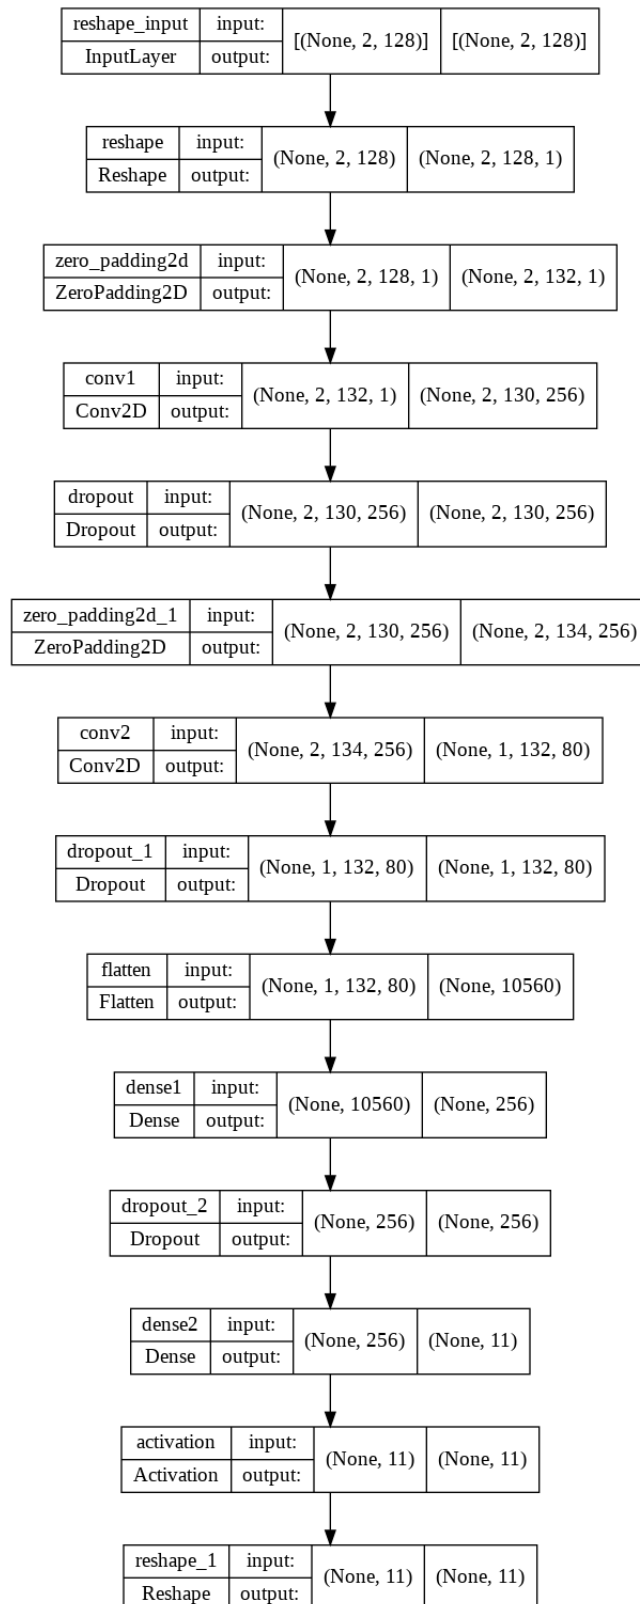 reshape_input input: [(None, 2, 128)] [(None, 2, 128)]
InputLayer output:
reshape input: (None, 2, 128) (None, 2, 128, 1)
Reshape output:
zero_padding2d input: (None, 2, 128, 1) (None, 2, 132, 1)
ZeroPadding2D output:
conv1 input: (None, 2, 132, 1) (None, 2, 130, 256)
Conv2D output:
dropout input: (None, 2, 130, 256) (None, 2, 130, 256)
Dropout output:
zero_padding2d_1 input: (None, 2, 130, 256) (None, 2, 134, 256)
ZeroPadding2D output:
conv2 input: (None, 2, 134, 256) (None, 1, 132, 80)
Conv2D output:
dropout_1 input: (None, 1, 132, 80) (None, 1, 132, 80)
Dropout output:
flatten input: (None, 1, 132, 80) (None, 10560)
Flatten output:
dense1 input: (None, 10560) (None, 256)
Dense output:
dropout_2 input: (None, 256) (None, 256)
Dropout output:
dense2 input: (None, 256) (None, 11)
Dense output:
activation input: (None, 11) (None, 11)
Activation output:
reshape_1 input: (None, 11) (None, 11)
Reshape output: